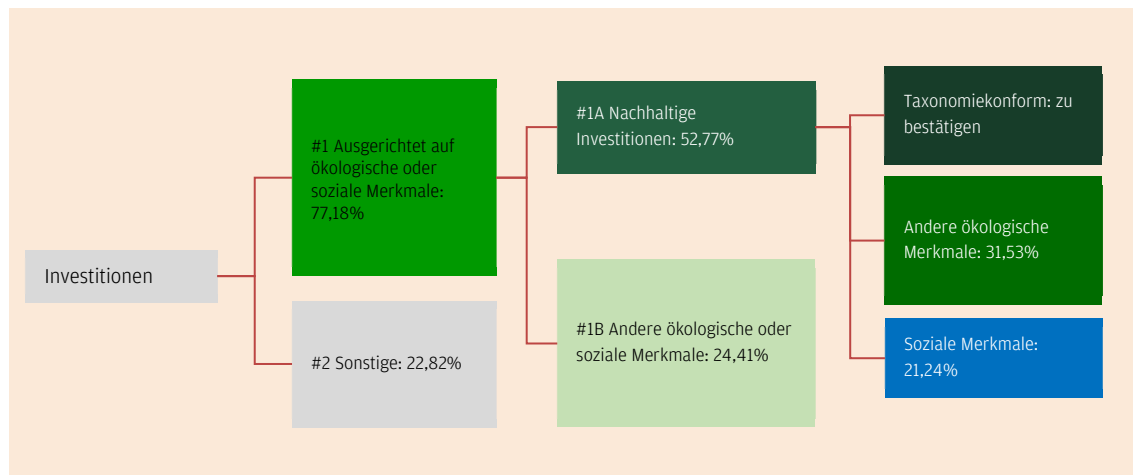 Investitionen
#1 Ausgerichtet auf
ökologische oder
soziale Merkmale:
77,18%
#2 Sonstige: 22,82%
#1A Nachhaltige
Investitionen: 52,77%
#1B Andere ökologische oder
soziale Merkmale: 24,41%
Taxonomiekonform: zu
bestätigen
Andere ökologische
Merkmale: 31,53%
Soziale Merkmale:
21,24%